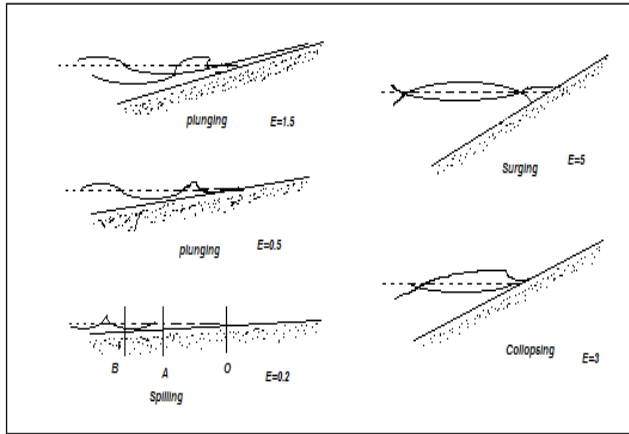 plunging E=1.5
plunging E=0.5
B A O
Spilling E=0.2
Surging E=5
Collopsing E=3